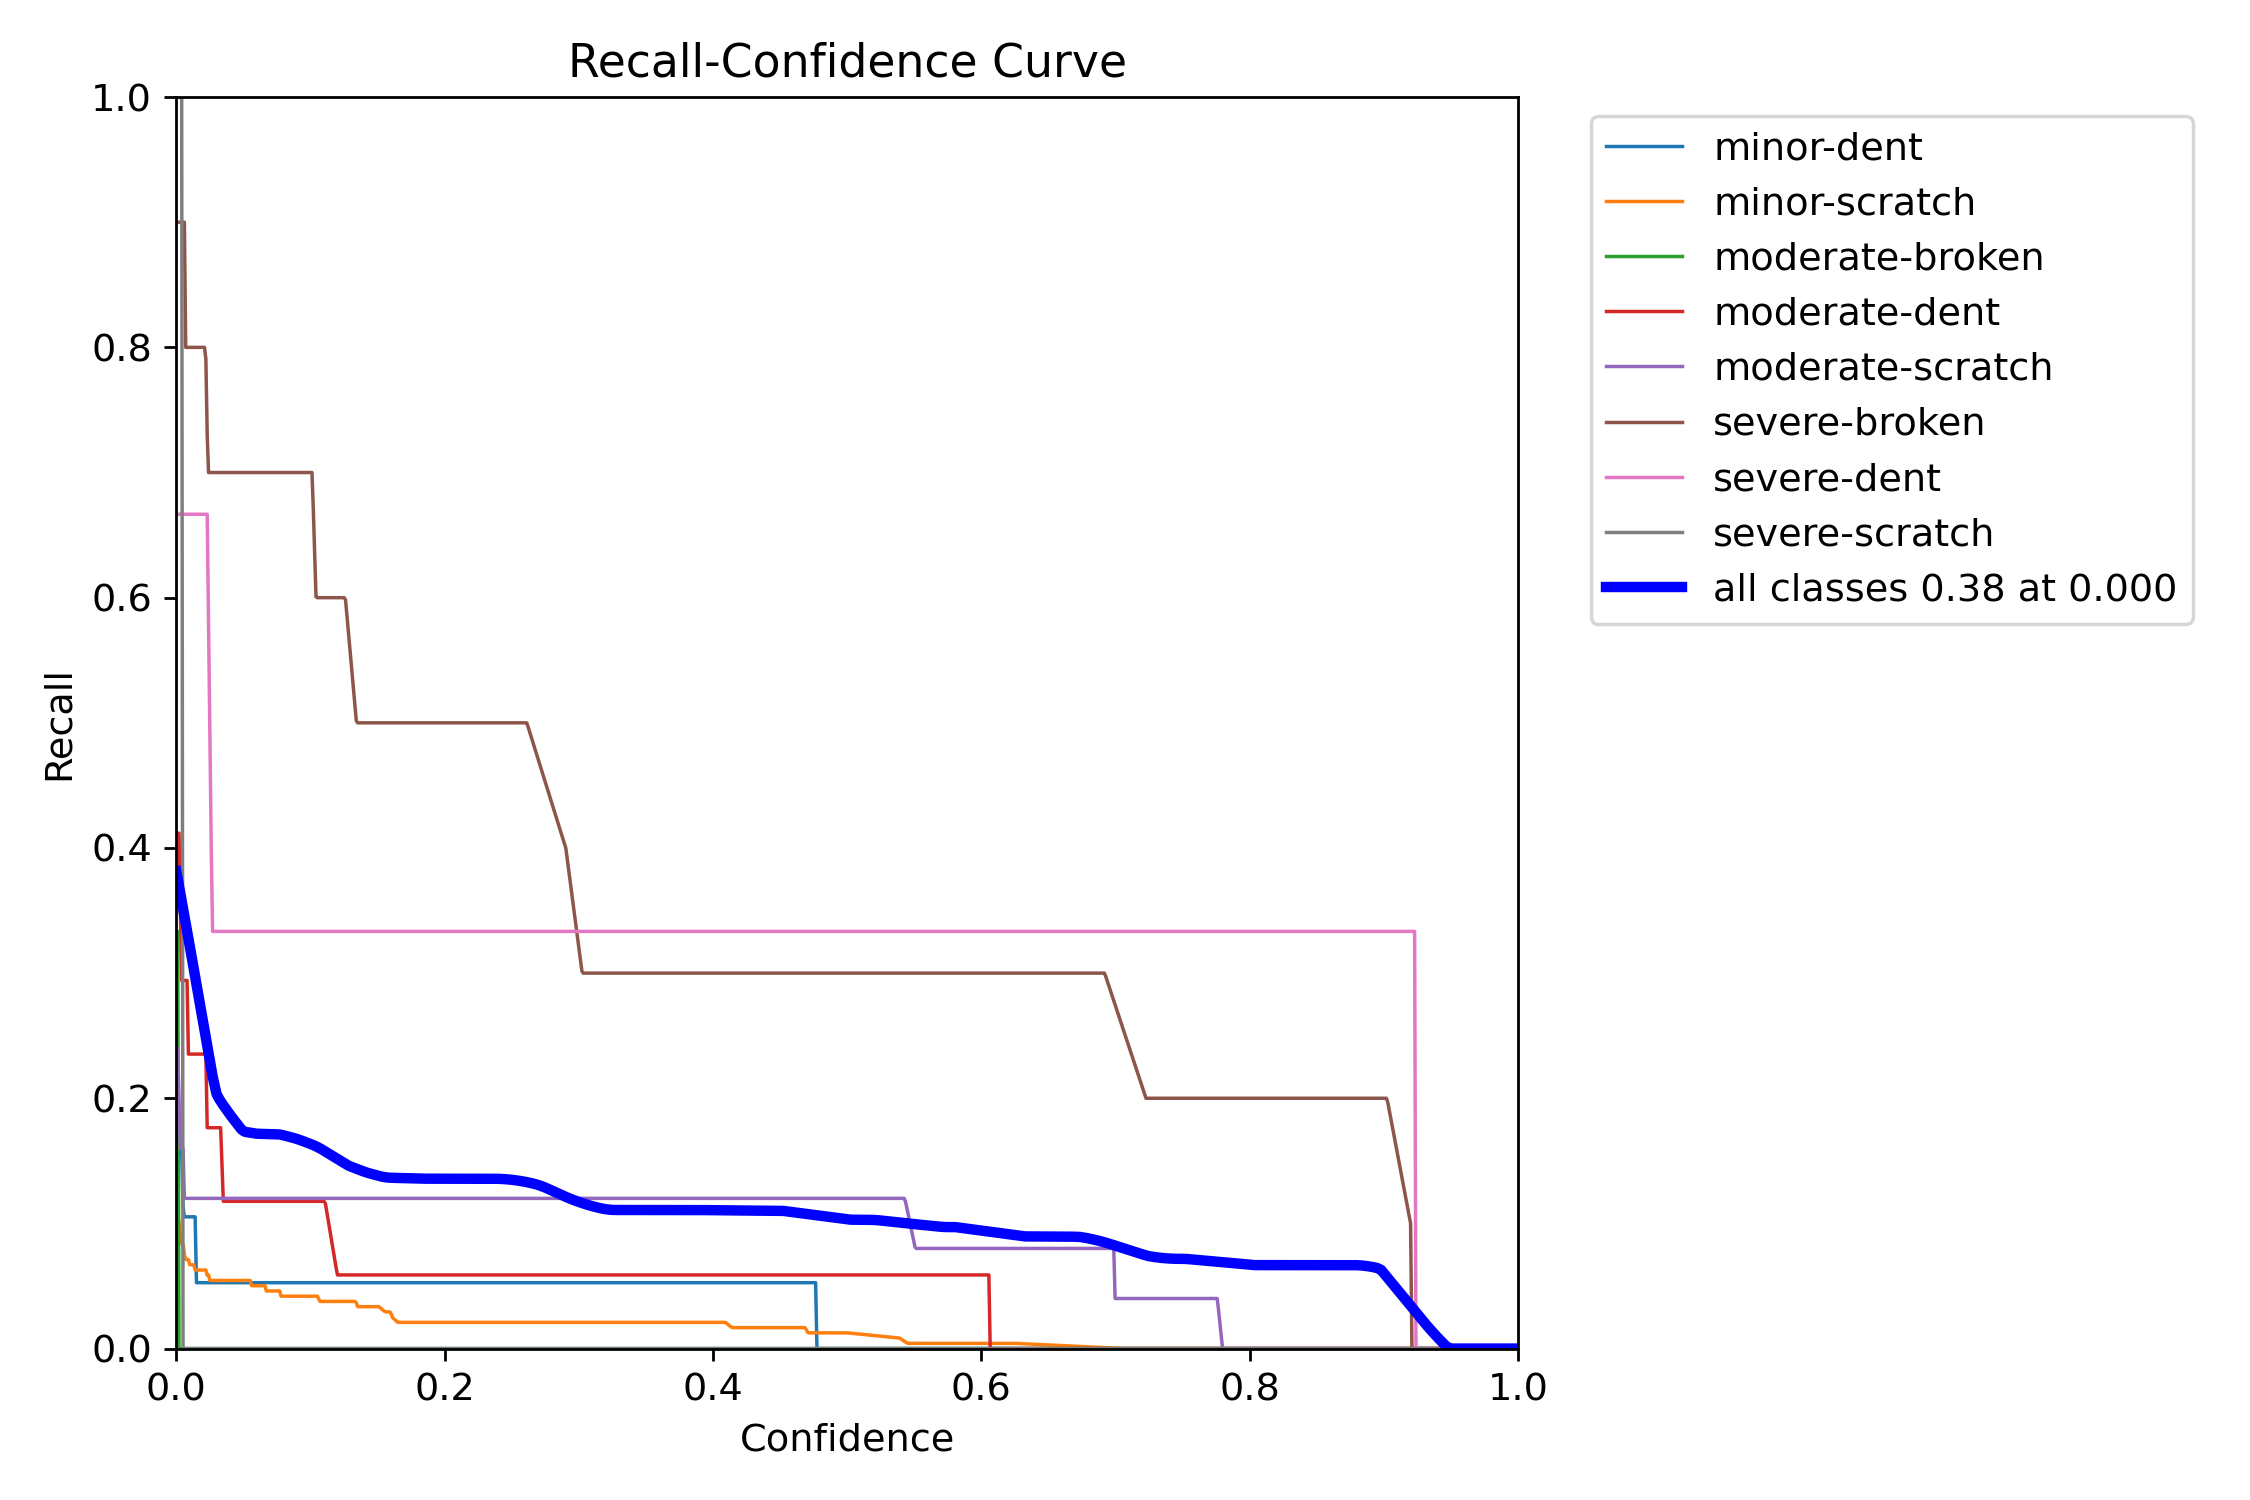 Recall-Confidence Curve
1.0
0.8
0.6
0.4
0.2
0.0
Recall
0.0 0.2 0.4 0.6 0.8 1.0
Confidence
minor-dent
minor-scratch
moderate-broken
moderate-dent
moderate-scratch
severe-broken
severe-dent
severe-scratch
all classes 0.38 at 0.000